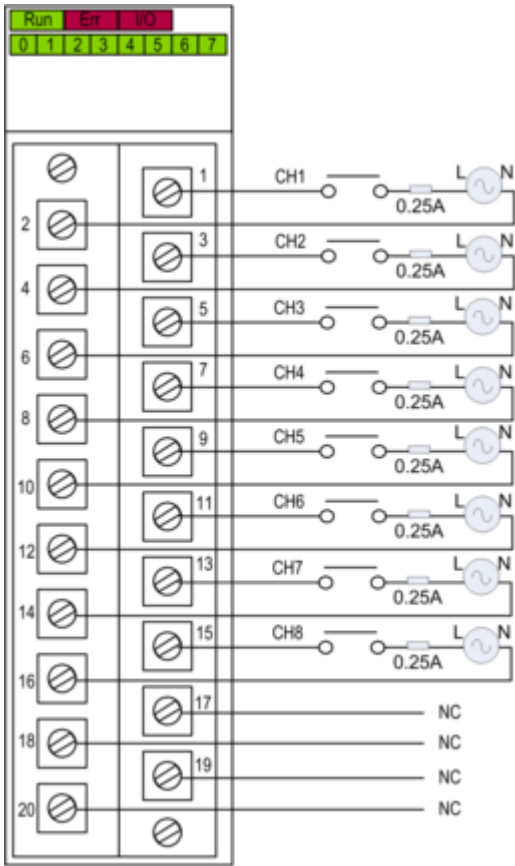 Run Err I/O
0 1 2 3 4 5 6 7
1 CH1 L N
0.25A
2
3 CH2 L N
0.25A
4
5 CH3 L N
0.25A
6
7 CH4 L N
0.25A
8
9 CH5 L N
0.25A
10
11 CH6 L N
0.25A
12
13 CH7 L N
0.25A
14
15 CH8 L N
0.25A
16
17 NC
18 NC
19 NC
20 NC